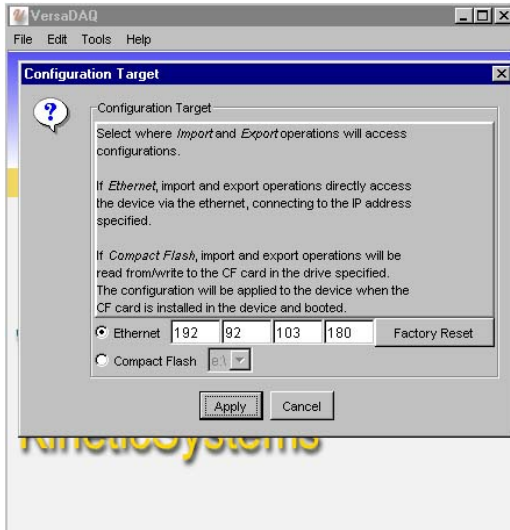 VersaDAQ
File Edit Tools Help
Configuration Target
Configuration Target
Select where Import and Export operations will access
configurations.
If Ethernet, import and export operations directly access
the device via the ethernet, connecting to the IP address
specified.
If Compact Flash, import and export operations will be
read from/write to the CF card in the drive specified.
The configuration will be applied to the device when the
CF card is installed in the device and booted.
Ethernet 192 92 103 180 Factory Reset
Compact Flash e:\
Apply Cancel
KineticSystems